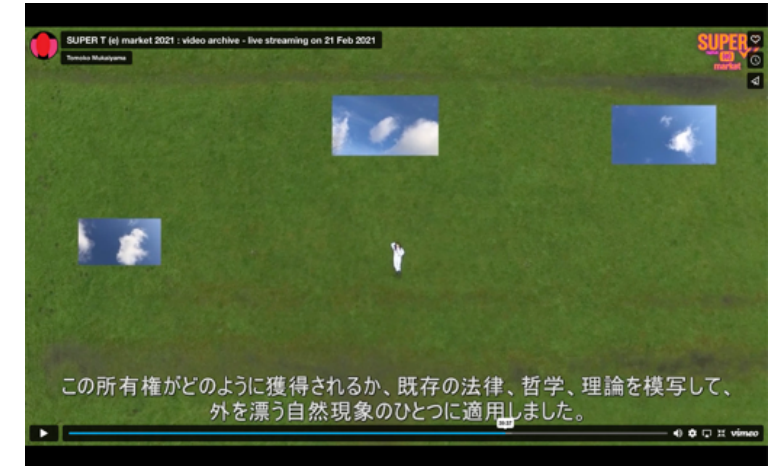 SUPER T (e) market 2021 : video archive - live streaming on 21 Feb 2021
Tomoko Mukaiyama
SUPER
(e)
market
この所有権がどのように獲得されるか、既存の法律、哲学、理論を模写して、
外を漂う自然現象のひとつに適用しました。
39:37
vimeo